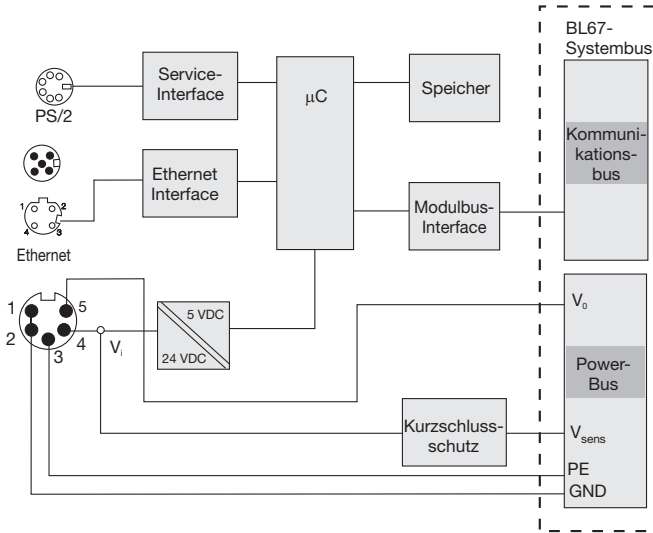 BL67-
Systembus
Service-
Interface
µC
Speicher
PS/2
Kommuni-
kations-
bus
Ethernet
Interface
Modulbus-
Interface
1 2
4 3
Ethernet
1 5
2 4
3
Vi
5 VDC
24 VDC
V0
Power-
Bus
Kurzschluss-
schutz
Vsens
PE
GND